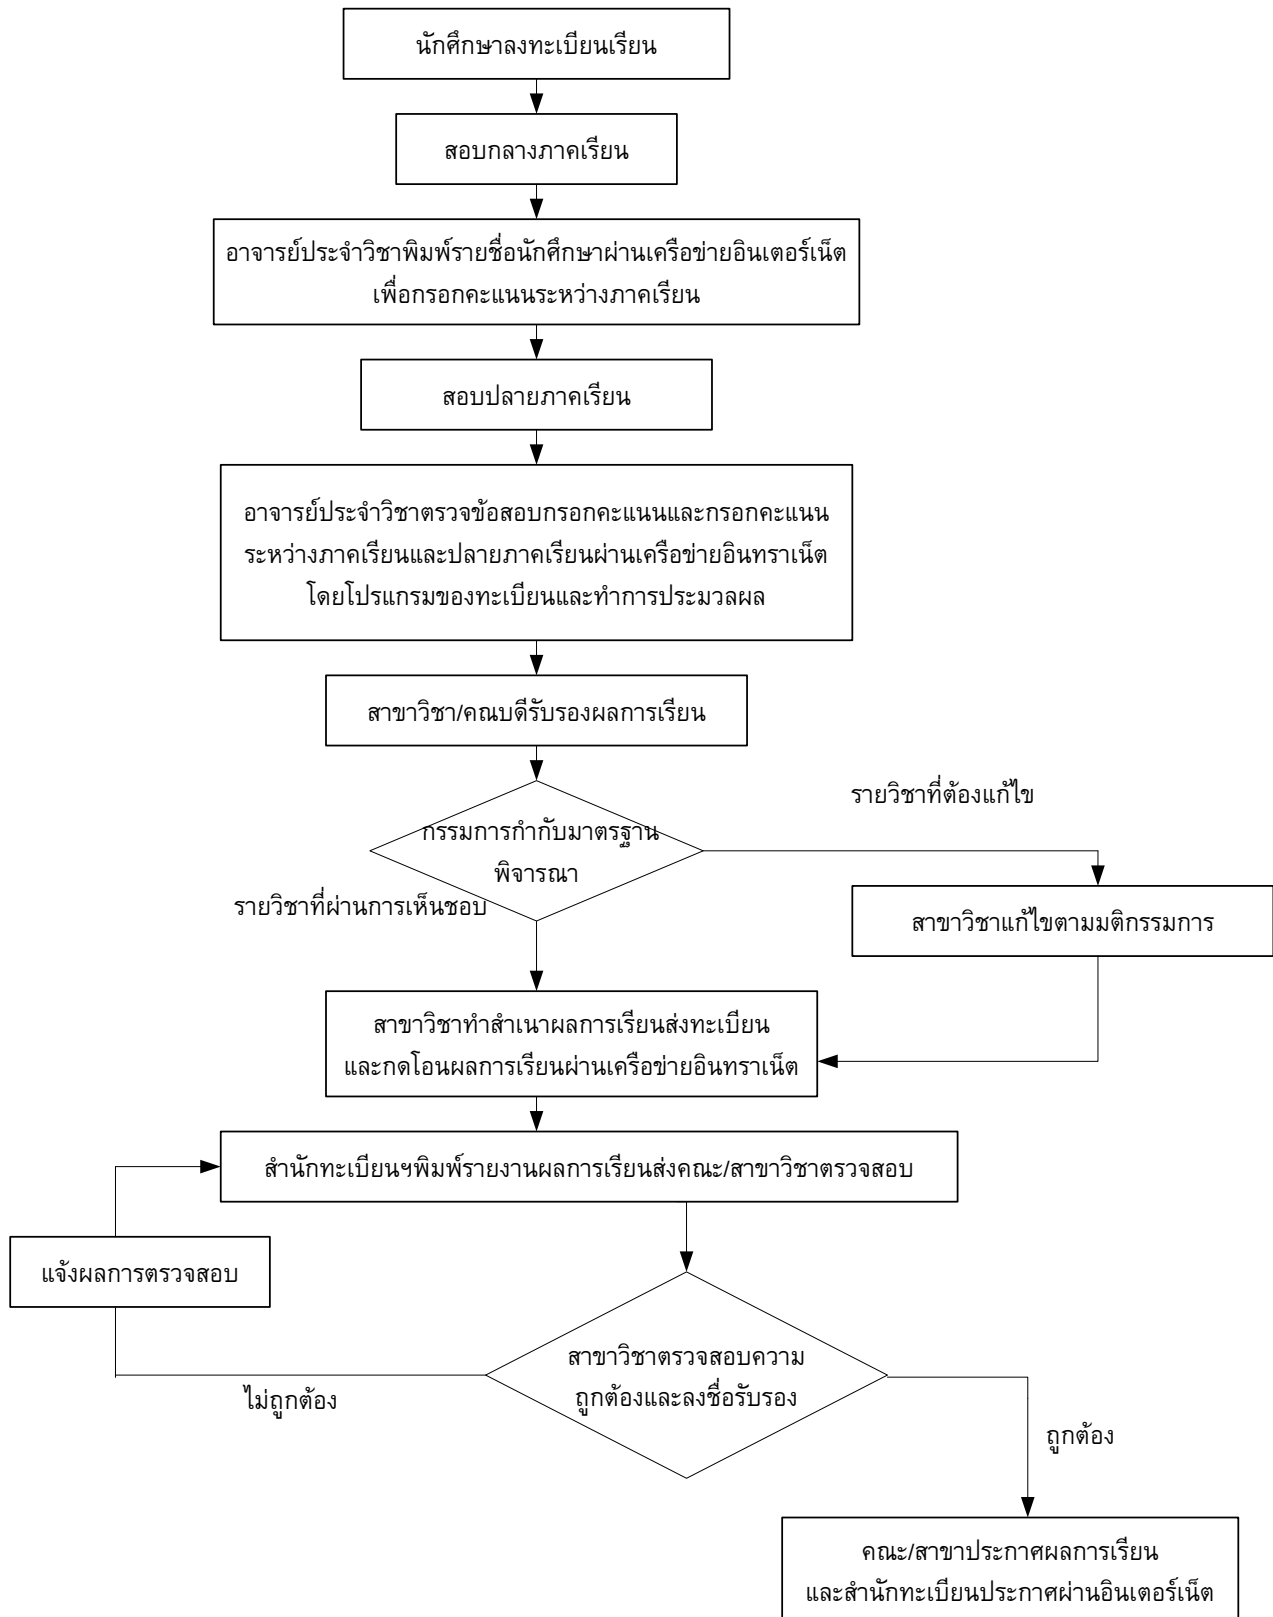 นักศึกษาลงทะเบียนเรียน
สอบกลางภาคเรียน
อาจารย์ประจำวิชาพิมพ์รายชื่อนักศึกษาผ่านเครือข่ายอินเตอร์เน็ต
เพื่อกรอกคะแนนระหว่างภาคเรียน
สอบปลายภาคเรียน
อาจารย์ประจำวิชาตรวจข้อสอบกรอกคะแนนและกรอกคะแนน
ระหว่างภาคเรียนและปลายภาคเรียนผ่านเครือข่ายอินทราเน็ต
โดยโปรแกรมของทะเบียนและทำการประมวลผล
สาขาวิชา/คณบดีรับรองผลการเรียน
รายวิชาที่ต้องแก้ไข
กรรมการกำกับมาตรฐาน
พิจารณา
รายวิชาที่ผ่านการเห็นชอบ
สาขาวิชาแก้ไขตามมติกรรมการ
สาขาวิชาทำสำเนาผลการเรียนส่งทะเบียน
และกดโอนผลการเรียนผ่านเครือข่ายอินทราเน็ต
สำนักทะเบียนฯพิมพ์รายงานผลการเรียนส่งคณะ/สาขาวิชาตรวจสอบ
แจ้งผลการตรวจสอบ
สาขาวิชาตรวจสอบความ
ถูกต้องและลงชื่อรับรอง
ไม่ถูกต้อง
ถูกต้อง
คณะ/สาขาประกาศผลการเรียน
และสำนักทะเบียนประกาศผ่านอินเตอร์เน็ต